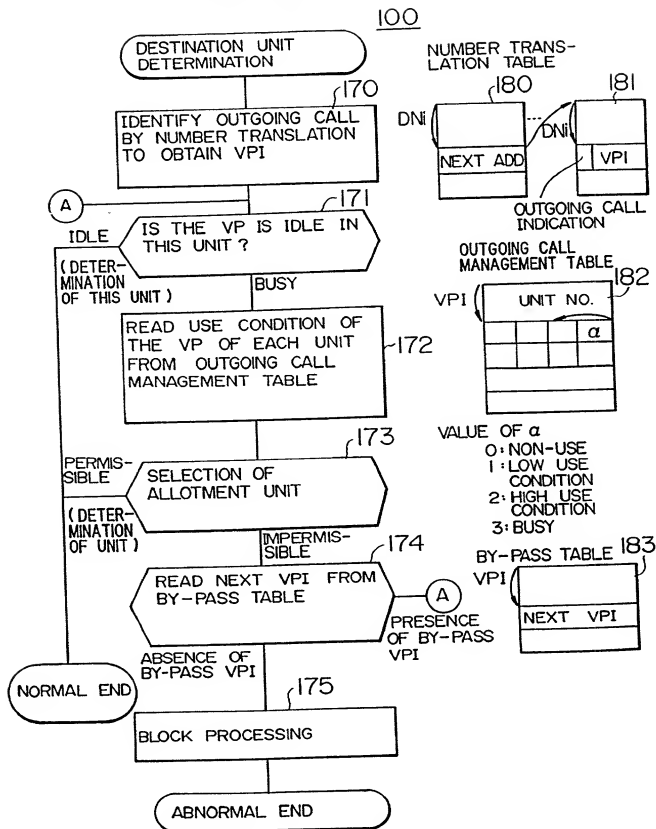 100
DESTINATION UNIT
DETERMINATION
170
IDENTIFY OUTGOING CALL
BY NUMBER TRANSLATION
TO OBTAIN VPI
A
171
IS THE VP IS IDLE IN
THIS UNIT ?
IDLE
(DETER-
MINATION
OF THIS UNIT)
BUSY
READ USE CONDITION OF
THE VP OF EACH UNIT
FROM OUTGOING CALL
MANAGEMENT TABLE
172
173
SELECTION OF
ALLOTMENT UNIT
PERMIS-
SIBLE
(DETER-
MINATION
OF UNIT)
IMPERMIS-
SIBLE
174
READ NEXT VPI FROM
BY-PASS TABLE
A
PRESENCE
OF BY-PASS
VPI
ABSENCE OF
BY-PASS VPI
NORMAL END
175
BLOCK PROCESSING
ABNORMAL END
NUMBER TRANS-
LATION TABLE
180
181
DNi
DNi
NEXT ADD
VPI
OUTGOING CALL
INDICATION
OUTGOING CALL
MANAGEMENT TABLE
182
VPI
UNIT NO.
α
VALUE OF α
0: NON-USE
1: LOW USE
CONDITION
2: HIGH USE
CONDITION
3: BUSY
BY-PASS TABLE
183
VPI
NEXT VPI